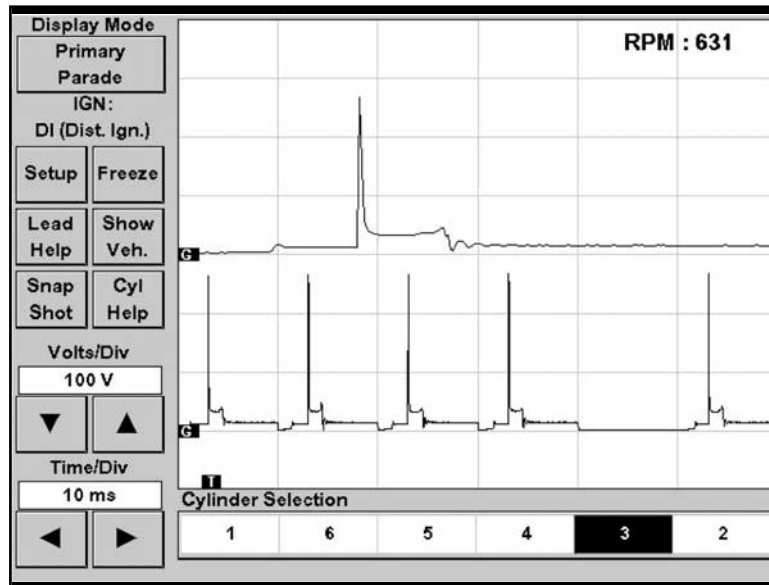 Display Mode
Primary
Parade
IGN:
DI (Dist. Ign.)
Setup
Freeze
Lead
Help
Show
Veh.
Snap
Shot
Cyl
Help
Volts/Div
100 V
Time/Div
10 ms
RPM : 631
G
G
T
Cylinder Selection
1 6 5 4 3 2